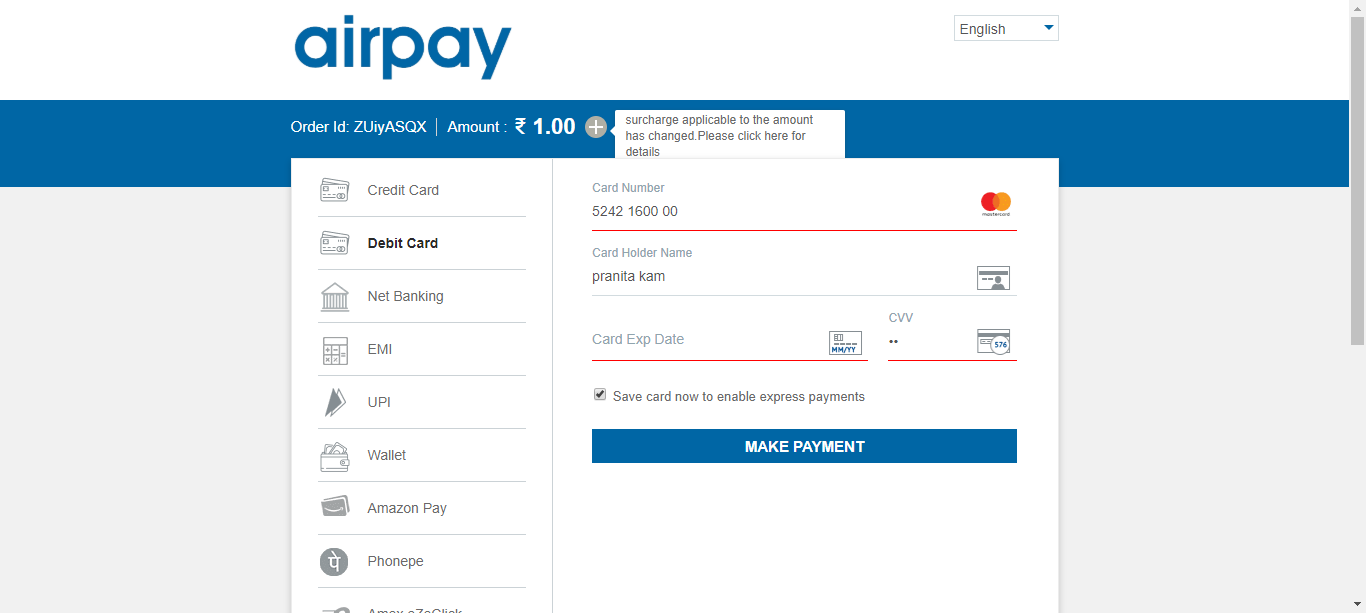 airpay
English
Order Id: ZUiyASQX | Amount : ₹ 1.00
surcharge applicable to the amount
has changed.Please click here for
details
Credit Card
Debit Card
Net Banking
EMI
UPI
Wallet
Amazon Pay
पे
Phonepe
Amex eZeClick
Card Number
5242 1600 00
mastercard
Card Holder Name
pranita kam
Card Exp Date
MM/YY
CVV
••
576
Save card now to enable express payments
MAKE PAYMENT